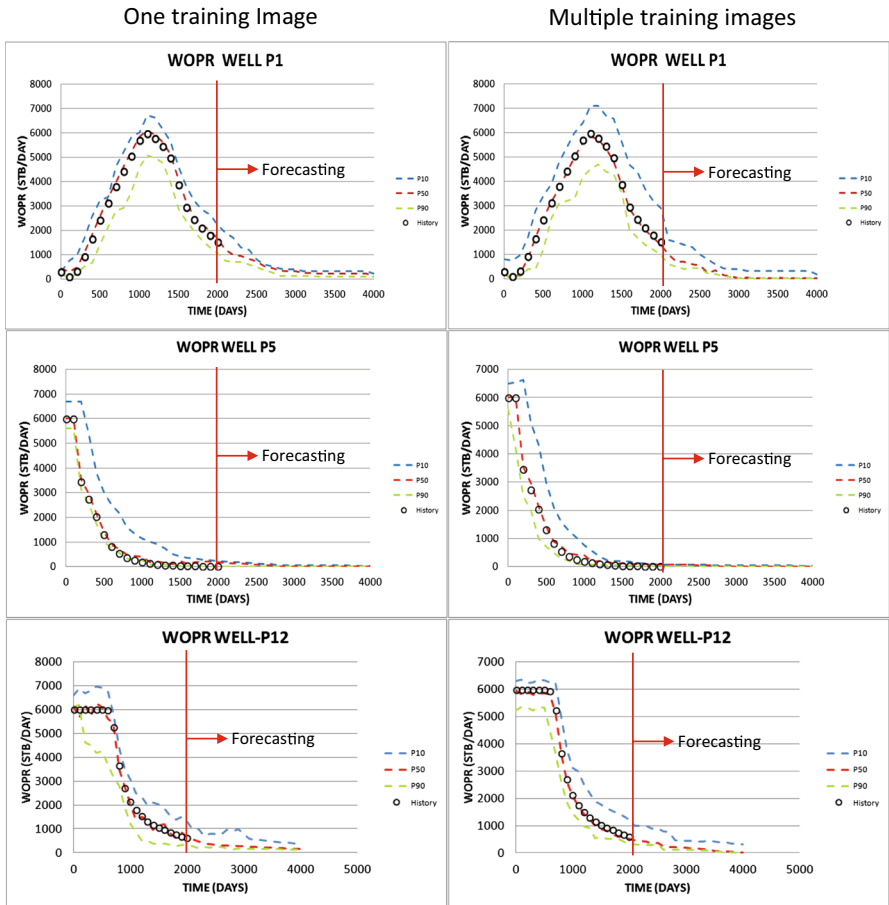 One training Image
Multiple training images
WOPR WELL P1
WOPR (STB/DAY)
8000
7000
6000
5000
4000
3000
2000
1000
0
0 500 1000 1500 2000 2500 3000 3500 4000
TIME (DAYS)
Forecasting
P10
P50
P90
History
WOPR WELL P1
WOPR (STB/DAY)
8000
7000
6000
5000
4000
3000
2000
1000
0
0 500 1000 1500 2000 2500 3000 3500 4000
TIME (DAYS)
Forecasting
P10
P50
P90
History
WOPR WELL P5
WOPR (STB/DAY)
8000
7000
6000
5000
4000
3000
2000
1000
0
0 500 1000 1500 2000 2500 3000 3500 4000
TIME (DAYS)
Forecasting
P10
P50
P90
History
WOPR WELL P5
WOPR (STB/DAY)
7000
6000
5000
4000
3000
2000
1000
0
0 500 1000 1500 2000 2500 3000 3500 4000
TIME (DAYS)
Forecasting
P10
P50
P90
History
WOPR WELL-P12
WOPR (STB/DAY)
8000
7000
6000
5000
4000
3000
2000
1000
0
0 1000 2000 3000 4000 5000
TIME (DAYS)
Forecasting
P10
P50
P90
History
WOPR WELL-P12
WOPR (STB/DAY)
7000
6000
5000
4000
3000
2000
1000
0
0 1000 2000 3000 4000 5000
TIME (DAYS)
Forecasting
P10
P50
P90
History